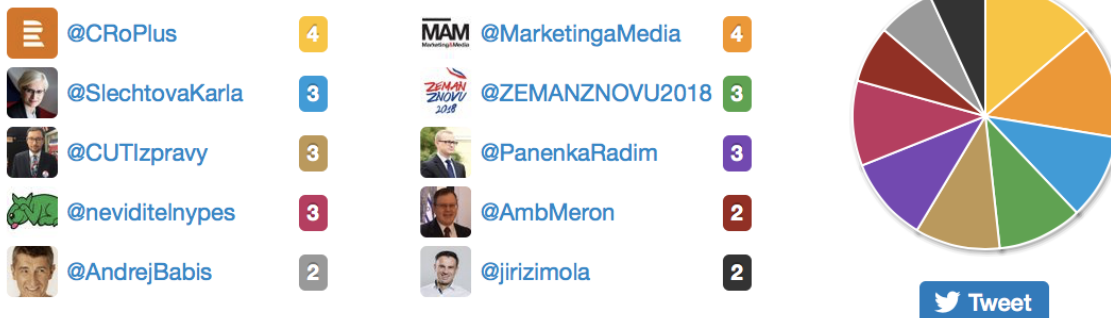 @CRoPlus 4 MAM @MarketingaMedia 4
Marketing&Media
@SlechtovaKarla 3 ZEMAN ZNOVU 2018 @ZEMANZNOVU2018 3
@CUTIzpravy 3 @PanenkaRadim 3
@neviditelnypes 3 @AmbMeron 2
@AndrejBabis 2 @jirizimola 2
Tweet